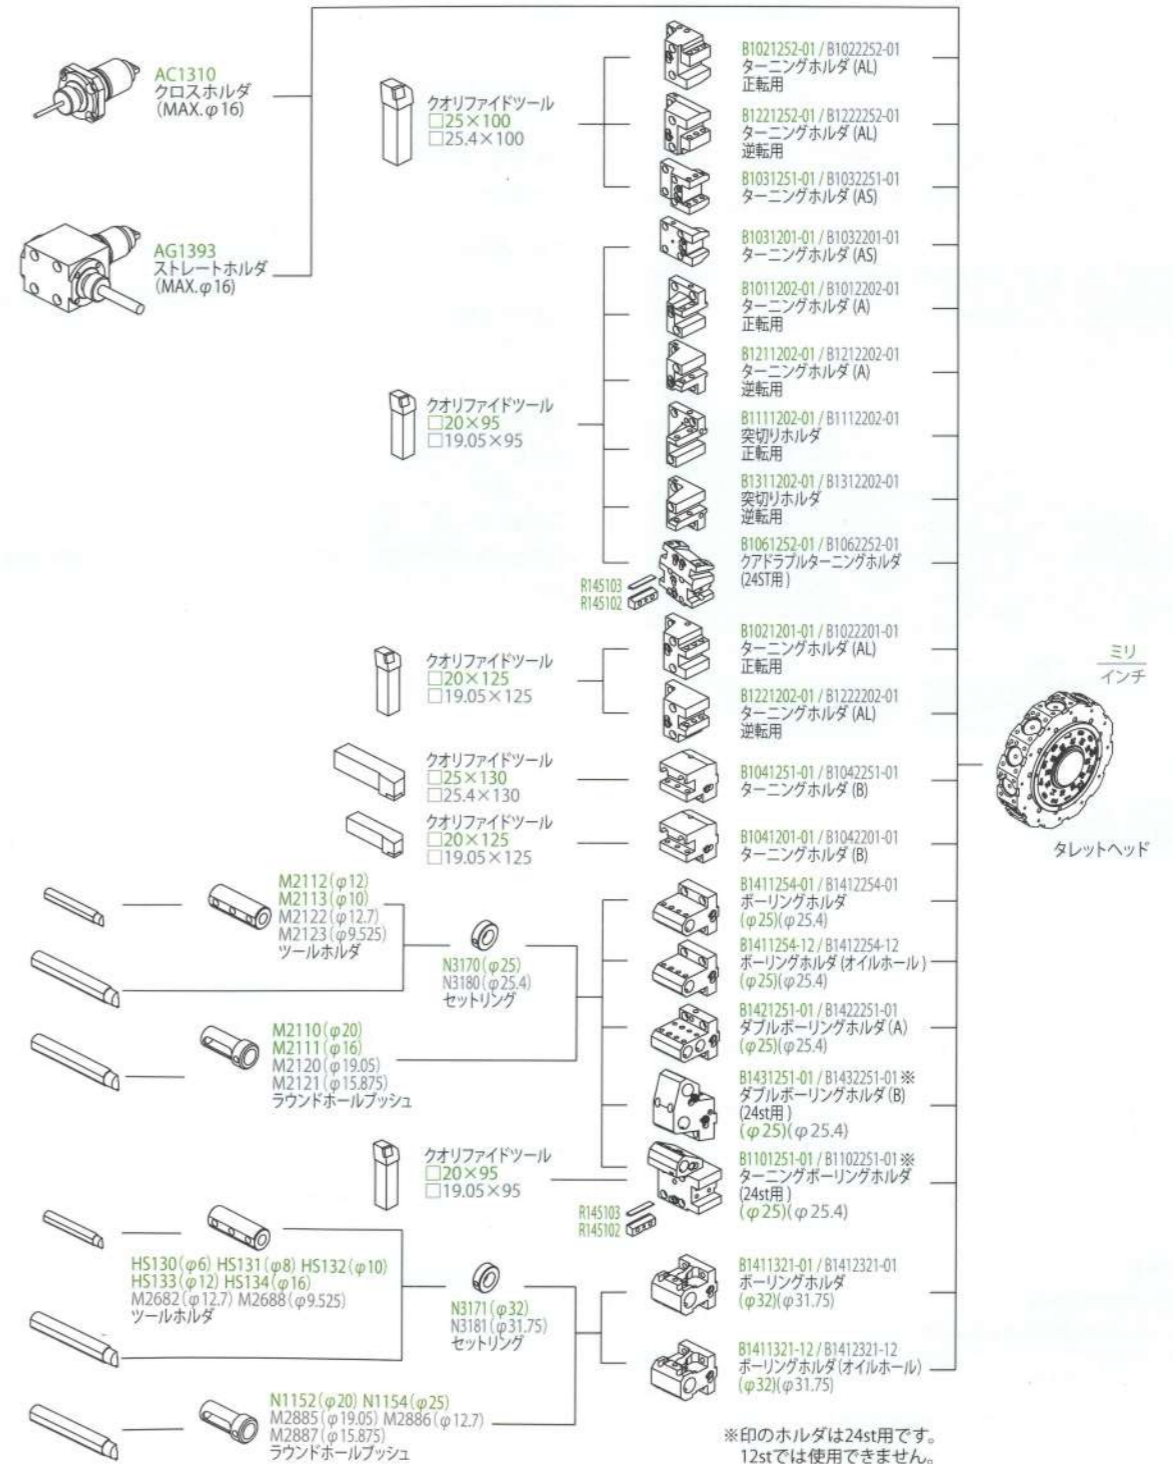 AC1310
クロスホルダ
(MAX.φ16)
AG1393
ストレートホルダ
(MAX.φ16)
クオリファイドツール
□25×100
□25.4×100
B1021252-01 / B1022252-01
ターニングホルダ (AL)
正転用
B1221252-01 / B1222252-01
ターニングホルダ (AL)
逆転用
B1031251-01 / B1032251-01
ターニングホルダ (AS)
クオリファイドツール
□20×95
□19.05×95
B1031201-01 / B1032201-01
ターニングホルダ (AS)
B1011202-01 / B1012202-01
ターニングホルダ (A)
正転用
B1211202-01 / B1212202-01
ターニングホルダ (A)
逆転用
B1111202-01 / B1112202-01
突切りホルダ
正転用
B1311202-01 / B1312202-01
突切りホルダ
逆転用
B1061252-01 / B1062252-01
クアドラプルターニングホルダ
(24ST用)
R145103
R145102
クオリファイドツール
□20×125
□19.05×125
B1021201-01 / B1022201-01
ターニングホルダ (AL)
正転用
B1221202-01 / B1222202-01
ターニングホルダ (AL)
逆転用
ミリ
インチ
タレットヘッド
クオリファイドツール
□25×130
□25.4×130
B1041251-01 / B1042251-01
ターニングホルダ (B)
クオリファイドツール
□20×125
□19.05×125
B1041201-01 / B1042201-01
ターニングホルダ (B)
M2112(φ12)
M2113(φ10)
M2122(φ12.7)
M2123(φ9.525)
ツールホルダ
N3170(φ25)
N3180(φ25.4)
セットリング
M2110(φ20)
M2111(φ16)
M2120(φ19.05)
M2121(φ15.875)
ラウンドホールブッシュ
B1411254-01 / B1412254-01
ボーリングホルダ
(φ25)(φ25.4)
B1411254-12 / B1412254-12
ボーリングホルダ(オイルホール)
(φ25)(φ25.4)
B1421251-01 / B1422251-01
ダブルボーリングホルダ(A)
(φ25)(φ25.4)
B1431251-01 / B1432251-01※
ダブルボーリングホルダ(B)
(24st用)
(φ25)(φ25.4)
クオリファイドツール
□20×95
□19.05×95
B1101251-01 / B1102251-01※
ターニングボーリングホルダ
(24st用)
(φ25)(φ25.4)
R145103
R145102
HS130(φ6) HS131(φ8) HS132(φ10)
HS133(φ12) HS134(φ16)
M2682(φ12.7) M2688(φ9.525)
ツールホルダ
N3171(φ32)
N3181(φ31.75)
セットリング
N1152(φ20) N1154(φ25)
M2885(φ19.05) M2886(φ12.7)
M2887(φ15.875)
ラウンドホールブッシュ
B1411321-01 / B1412321-01
ボーリングホルダ
(φ32)(φ31.75)
B1411321-12 / B1412321-12
ボーリングホルダ(オイルホール)
(φ32)(φ31.75)
※印のホルダは24st用です。
12stでは使用できません。